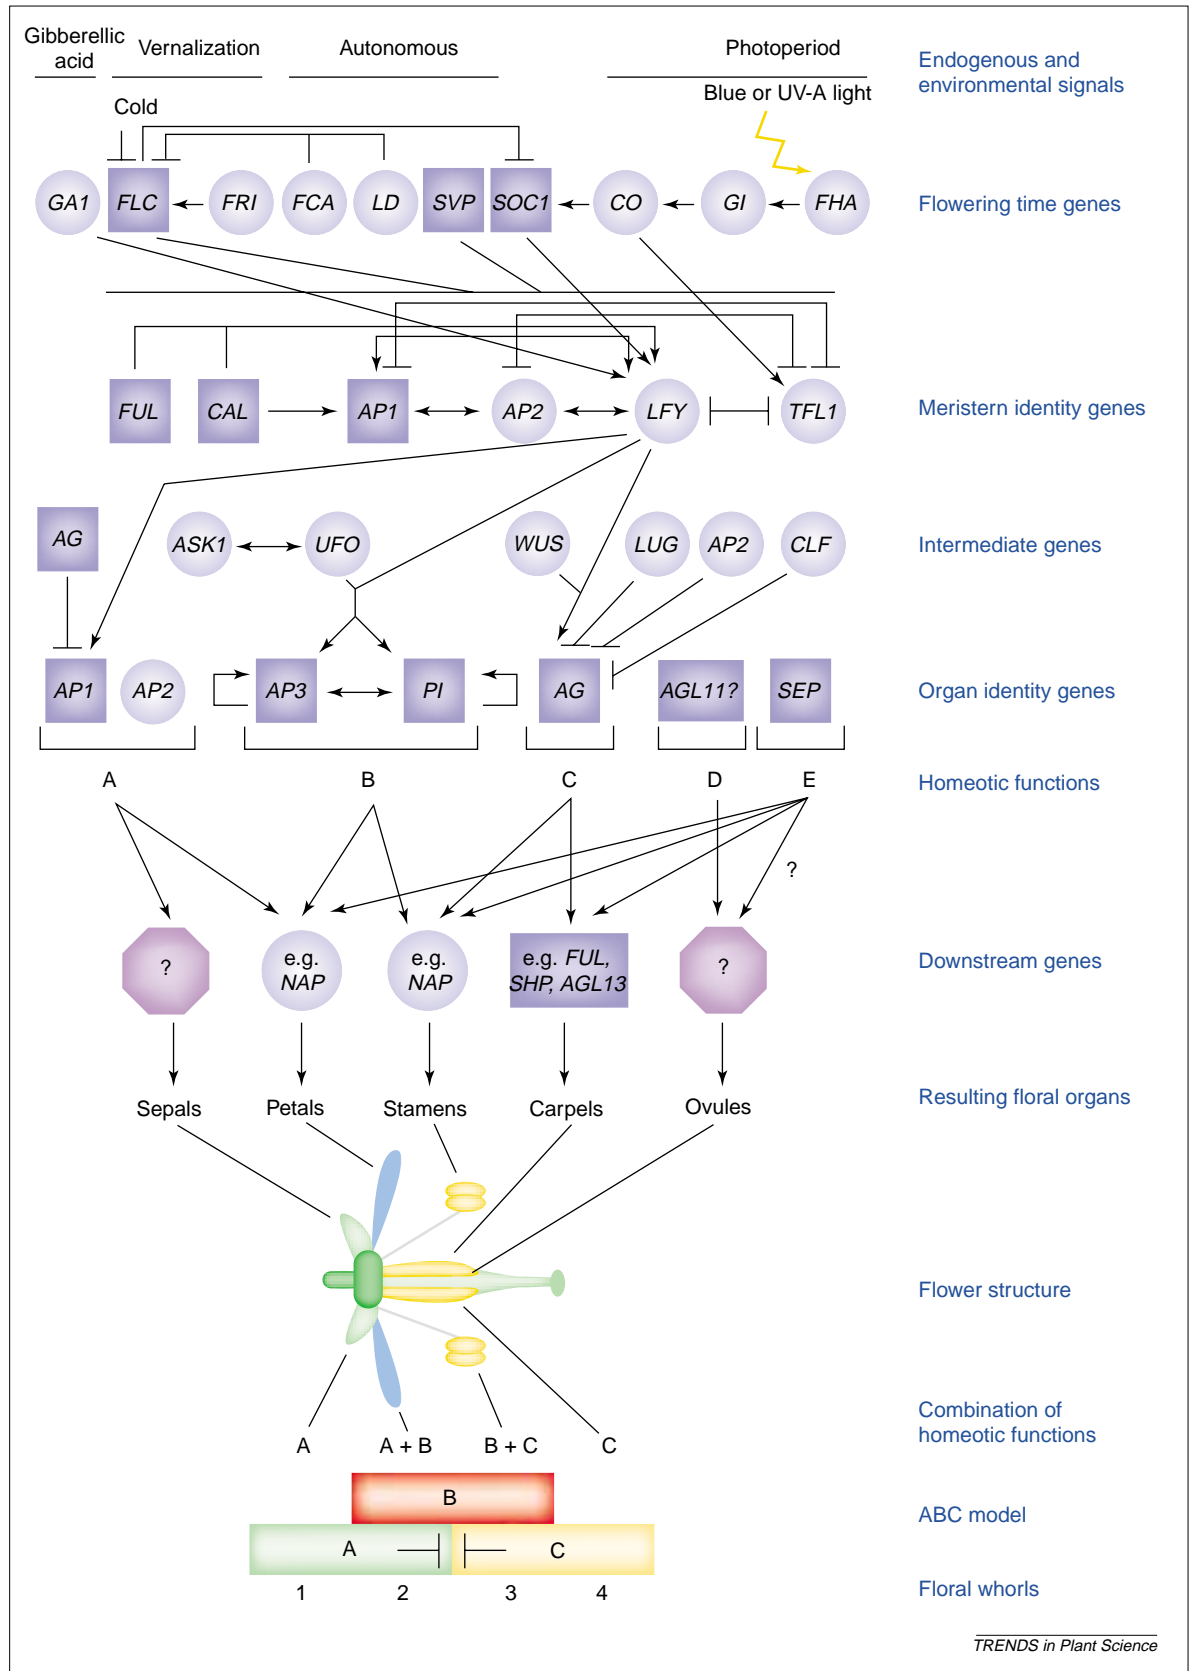 Gibberellic
acid
Vernalization
Autonomous
Photoperiod
Endogenous and
environmental signals
Cold
Blue or UV-A light
GA1 FLC FRI FCA LD SVP SOC1 CO GI FHA
Flowering time genes
FUL CAL AP1 AP2 LFY TFL1
Meristern identity genes
AG ASK1 UFO WUS LUG AP2 CLF
Intermediate genes
AP1 AP2 AP3 PI AG AGL11? SEP
Organ identity genes
A B C D E
Homeotic functions
?
?
e.g.
NAP
e.g.
NAP
e.g. FUL,
SHP, AGL13
?
Downstream genes
Sepals Petals Stamens Carpels Ovules
Resulting floral organs
Flower structure
A A + B B + C C
Combination of
homeotic functions
B
ABC model
A C
1 2 3 4
Floral whorls
TRENDS in Plant Science